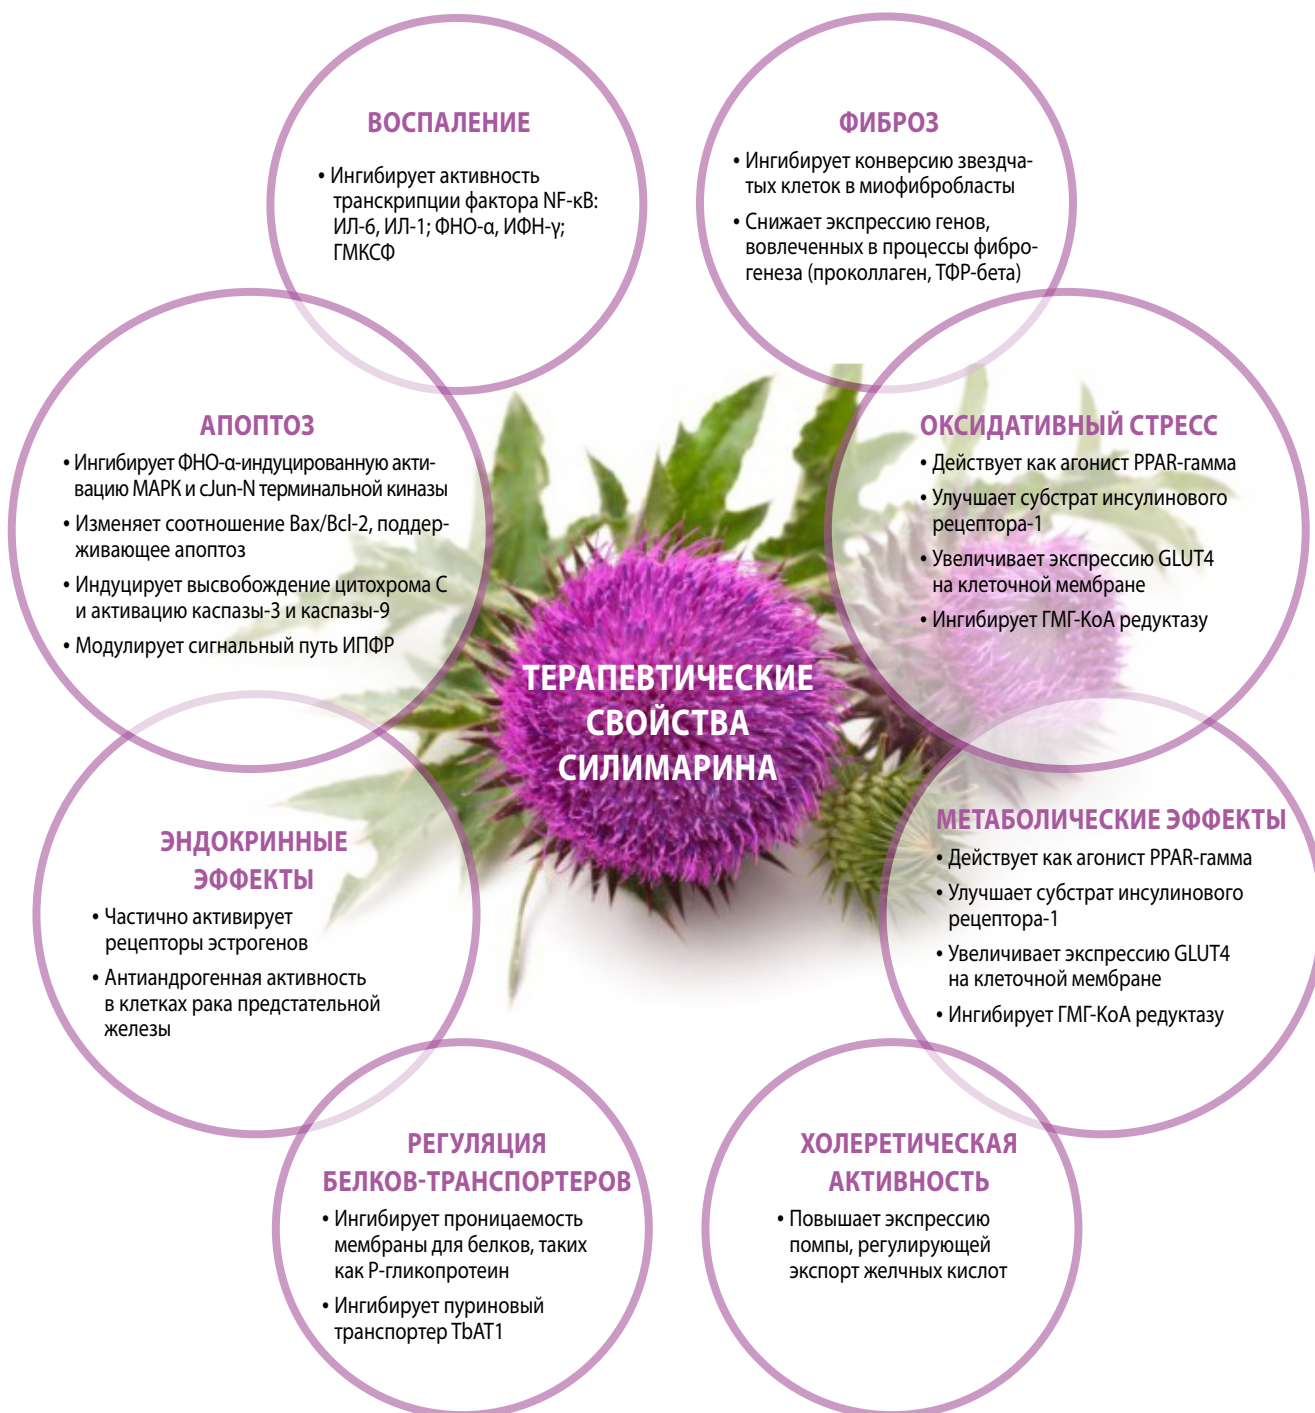 ВОСПАЛЕНИЕ
• Ингибирует активность
транскрипции фактора NF-кB:
ИЛ-6, ИЛ-1; ФНО-α, ИФН-γ;
ГМКСФ
ФИБРОЗ
• Ингибирует конверсию звездча-
тых клеток в миофибробласты
• Снижает экспрессию генов,
вовлеченных в процессы фибро-
генеза (проколлаген, ТФР-бета)
АПОПТОЗ
• Ингибирует ФНО-α-индуцированную акти-
вацию МАРК и cJun-N терминальной киназы
• Изменяет соотношение Bax/Bcl-2, поддер-
живающее апоптоз
• Индуцирует высвобождение цитохрома С
и активацию каспазы-3 и каспазы-9
• Модулирует сигнальный путь ИПФР
ОКСИДАТИВНЫЙ СТРЕСС
• Действует как агонист PPAR-гамма
• Улучшает субстрат инсулинового
рецептора-1
• Увеличивает экспрессию GLUT4
на клеточной мембране
• Ингибирует ГМГ-КоА редуктазу
ТЕРАПЕВТИЧЕСКИЕ
СВОЙСТВА
СИЛИМАРИНА
ЭНДОКРИННЫЕ
ЭФФЕКТЫ
• Частично активирует
рецепторы эстрогенов
• Антиандрогенная активность
в клетках рака предстательной
железы
МЕТАБОЛИЧЕСКИЕ ЭФФЕКТЫ
• Действует как агонист PPAR-гамма
• Улучшает субстрат инсулинового
рецептора-1
• Увеличивает экспрессию GLUT4
на клеточной мембране
• Ингибирует ГМГ-КоА редуктазу
РЕГУЛЯЦИЯ
БЕЛКОВ-ТРАНСПОРТЕРОВ
• Ингибирует проницаемость
мембраны для белков, таких
как Р-гликопротеин
• Ингибирует пуриновый
транспортер TbAT1
ХОЛЕРЕТИЧЕСКАЯ
АКТИВНОСТЬ
• Повышает экспрессию
помпы, регулирующей
экспорт желчных кислот